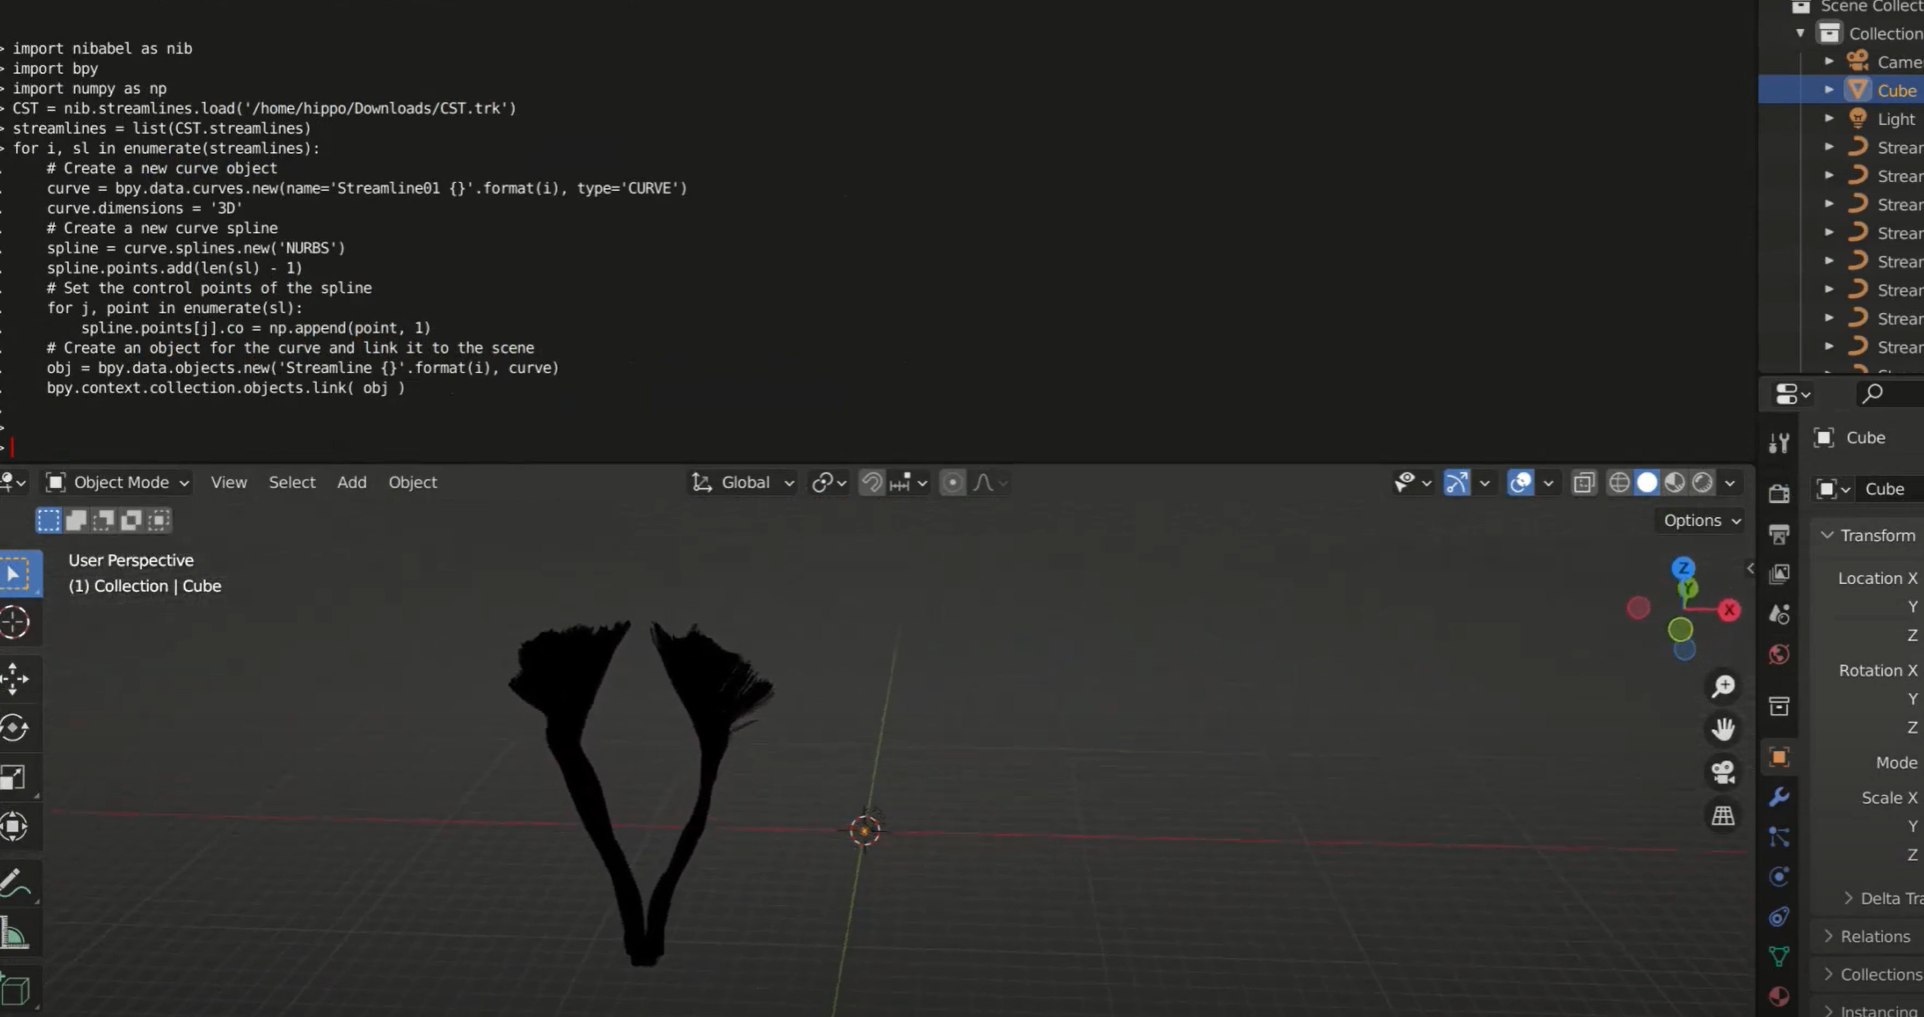 Scene Collect
> import nibabel as nib
> import bpy
> import numpy as np
> CST = nib.streamlines.load('/home/hippo/Downloads/CST.trk')
> streamlines = list(CST.streamlines)
> for i, sl in enumerate(streamlines):
.     # Create a new curve object
.     curve = bpy.data.curves.new(name='Streamline01 {}'.format(i), type='CURVE')
.     curve.dimensions = '3D'
.     # Create a new curve spline
.     spline = curve.splines.new('NURBS')
.     spline.points.add(len(sl) - 1)
.     # Set the control points of the spline
.     for j, point in enumerate(sl):
.         spline.points[j].co = np.append(point, 1)
.     # Create an object for the curve and link it to the scene
.     obj = bpy.data.objects.new('Streamline {}'.format(i), curve)
.     bpy.context.collection.objects.link( obj )
.
>
>
Collection
Came
Cube
Light
Strear
Strear
Strear
Strear
Strear
Strear
Strear
Strear
Cube
Cube
Object Mode View Select Add Object Global
Options
User Perspective
(1) Collection | Cube
Z
Y
X
Transform
Location X
Y
Z
Rotation X
Y
Z
Mode
Scale X
Y
Z
Delta Tra
Relations
Collections
Instancing